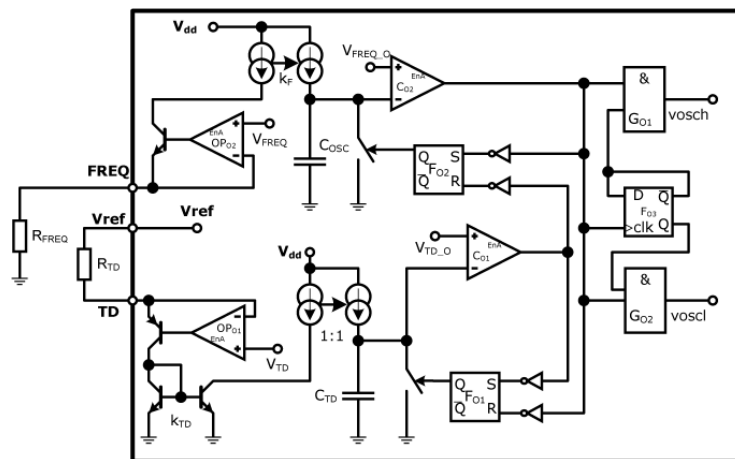 Vdd
kF
VFREQ_O
+
EnA
CO2
-
&
GO1
vosch
EnA
OPO2
+
-
VFREQ
COSC
Q
Q
FO2
S
R
FREQ
RFREQ
Vref
Vref
RTD
TD
D
Q
FO3
Q
>clk
VTD_O
+
EnA
CO1
-
Vdd
1:1
&
GO2
voscl
OPO1
EnA
-
+
VTD
CTD
kTD
Q
Q
FO1
S
R